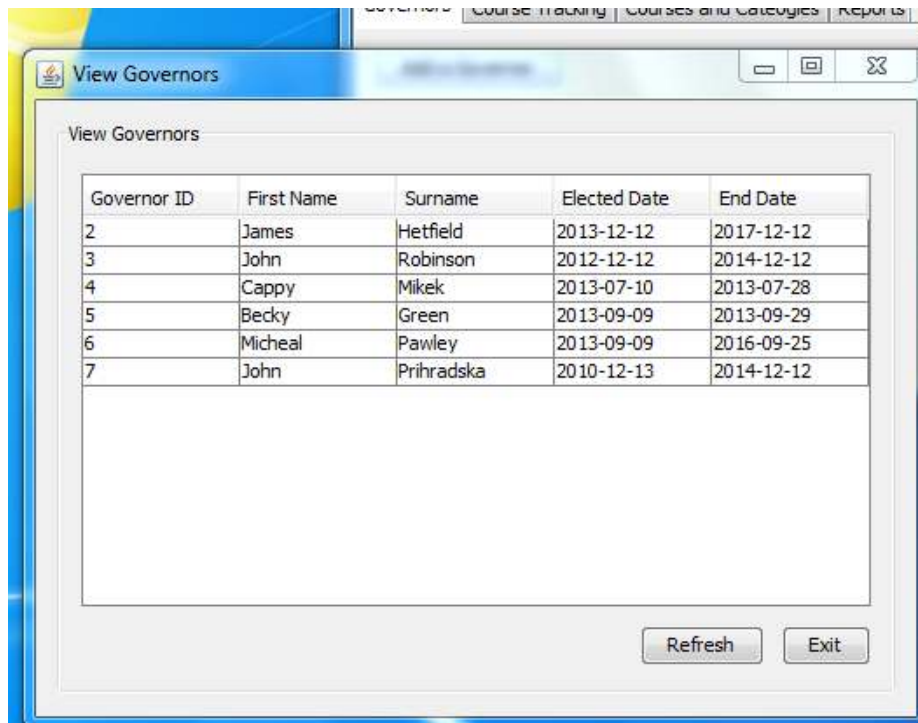 Governors Course Tracking Courses and Cateogies Reports
View Governors
View Governors
Governor ID First Name Surname Elected Date End Date
2 James Hetfield 2013-12-12 2017-12-12
3 John Robinson 2012-12-12 2014-12-12
4 Cappy Mikek 2013-07-10 2013-07-28
5 Becky Green 2013-09-09 2013-09-29
6 Micheal Pawley 2013-09-09 2016-09-25
7 John Prihradska 2010-12-13 2014-12-12
Refresh Exit